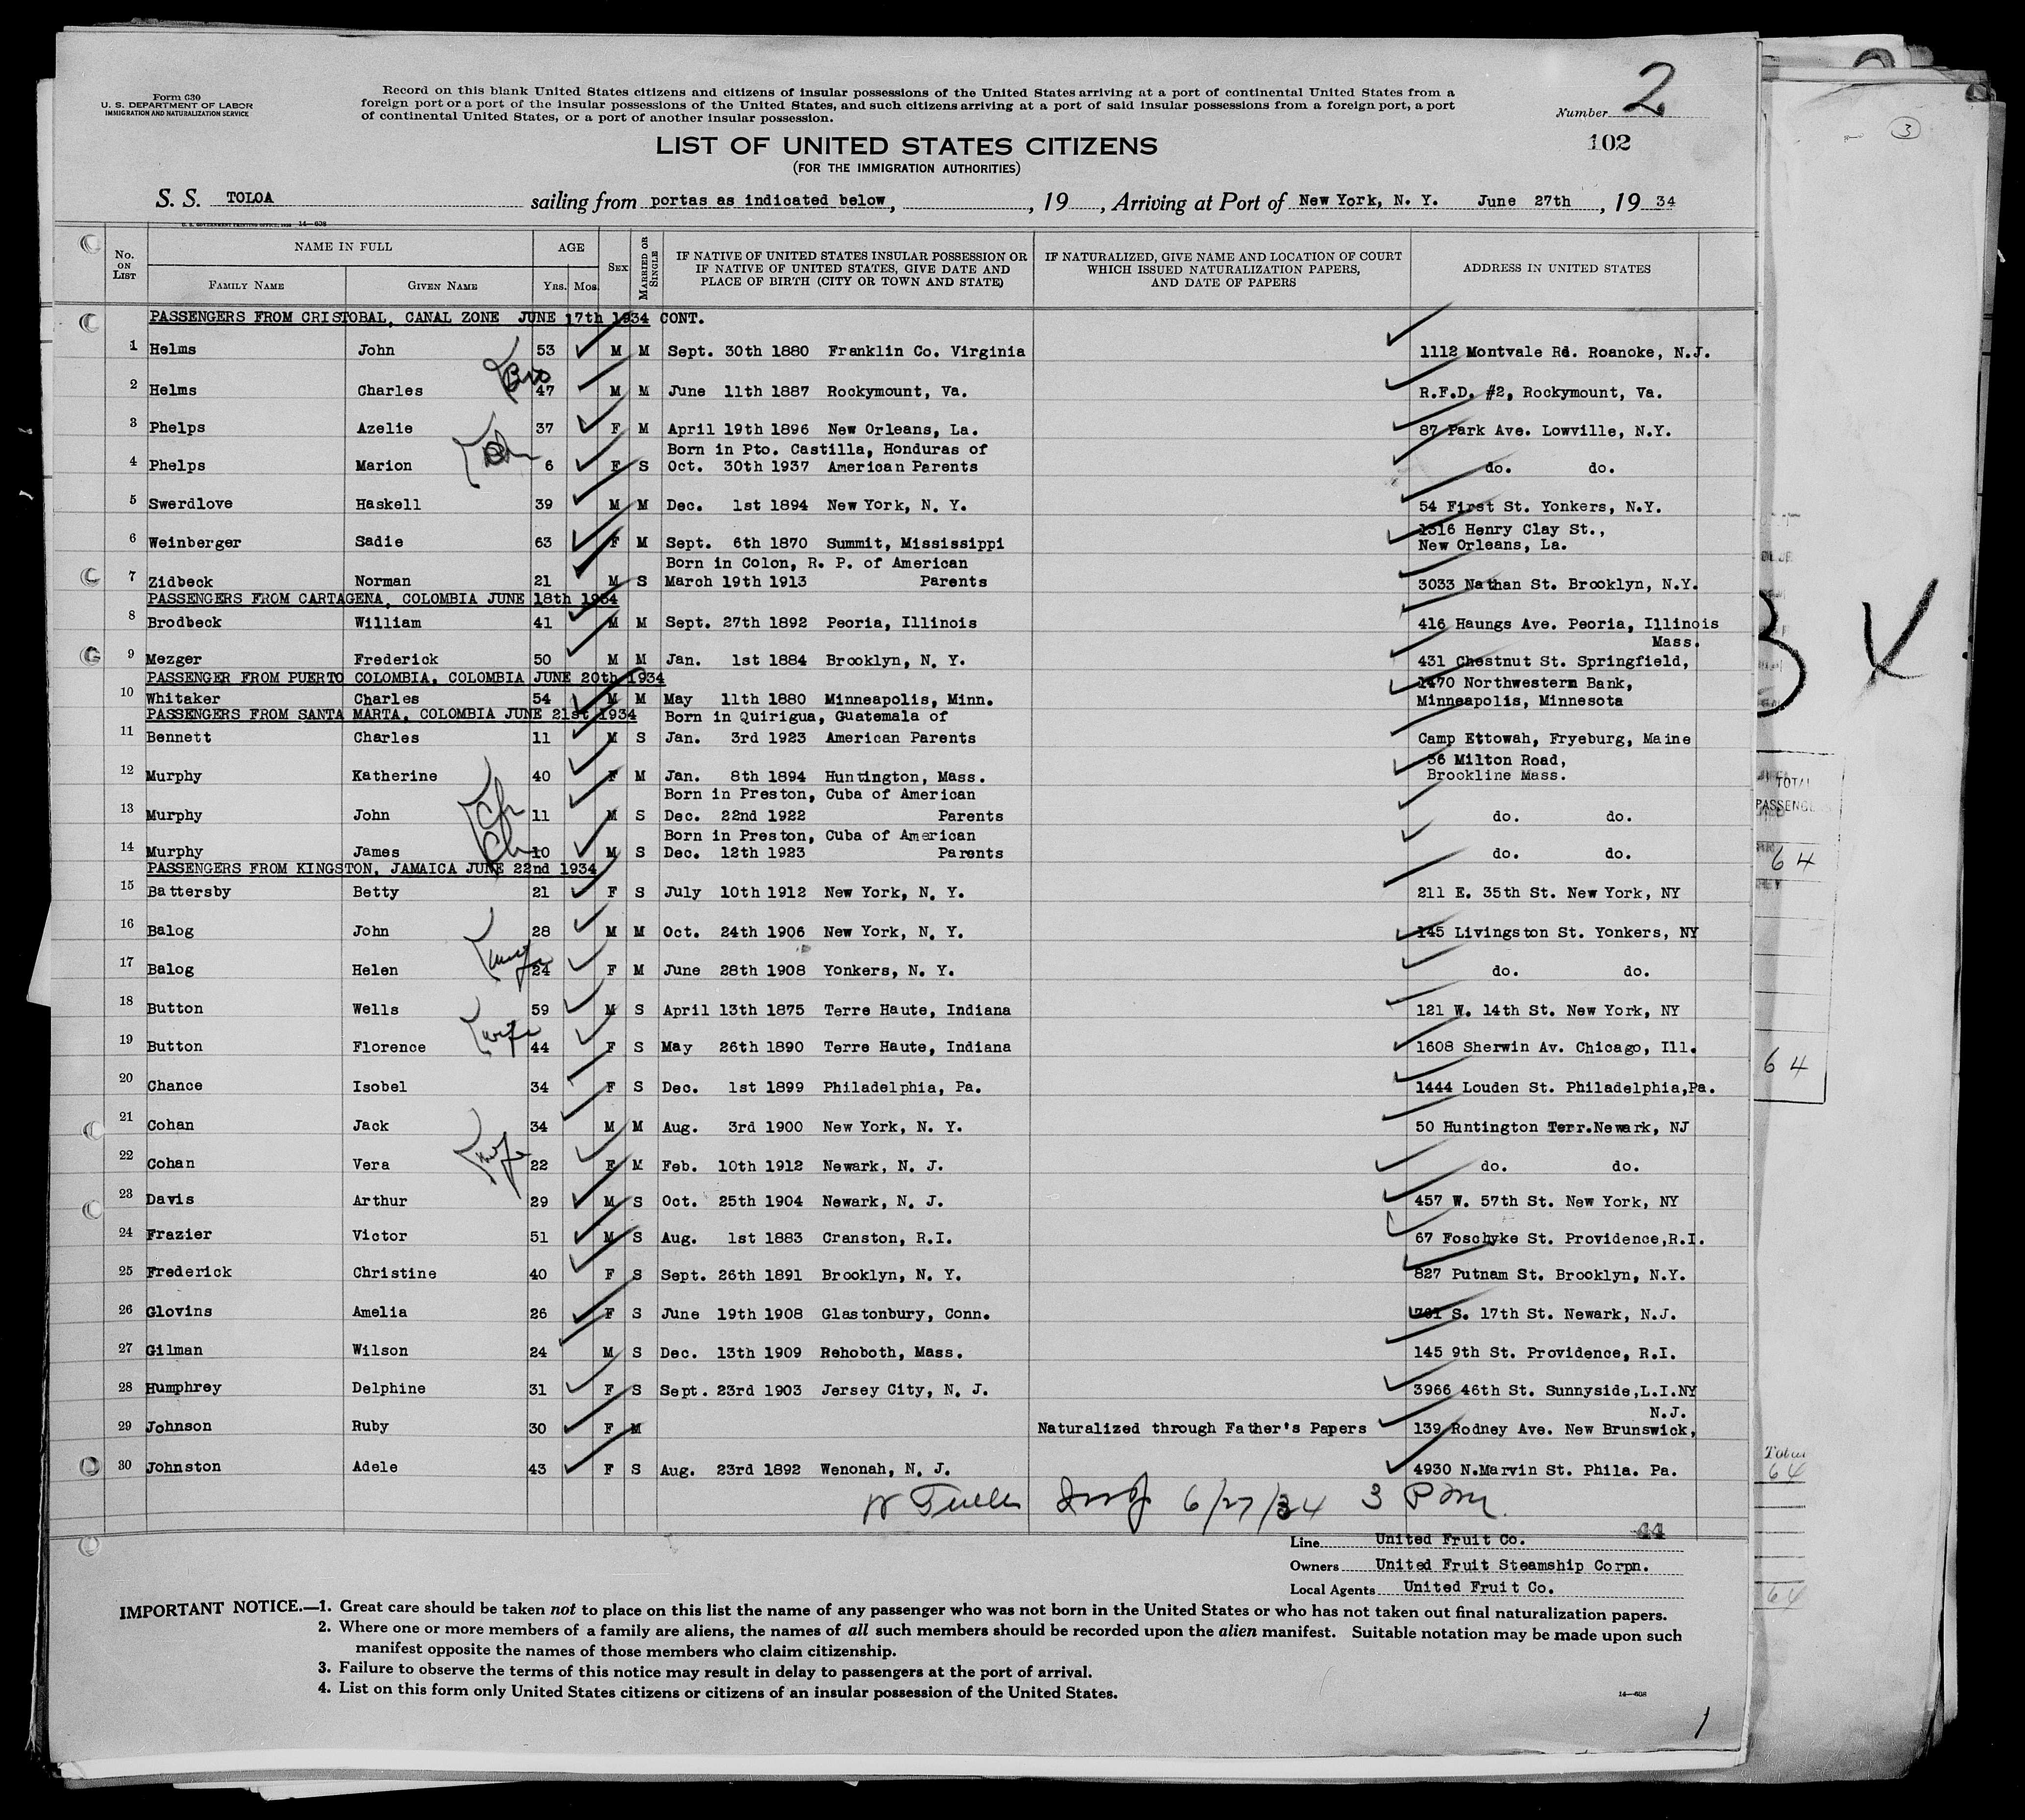 Form 630
U. S. DEPARTMENT OF LABOR
IMMIGRATION AND NATURALIZATION SERVICE
Record on this blank United States citizens and citizens of insular possessions of the United States arriving at a port of continental United States from a
foreign port or a port of the insular possessions of the United States, and such citizens arriving at a port of said insular possessions from a foreign port, a port
of continental United States, or a port of another insular possession.
Number 2
102
3
LIST OF UNITED STATES CITIZENS
(FOR THE IMMIGRATION AUTHORITIES)
S. S. TOLOA sailing from portas as indicated below, , 19 , Arriving at Port of New York, N. Y. June 27th , 19 34
U. S. GOVERNMENT PRINTING OFFICE: 14—608
No. ON LIST NAME IN FULL AGE SEX MARRIED OR SINGLE IF NATIVE OF UNITED STATES INSULAR POSSESSION OR IF NATIVE OF UNITED STATES, GIVE DATE AND PLACE OF BIRTH (CITY OR TOWN AND STATE) IF NATURALIZED, GIVE NAME AND LOCATION OF COURT WHICH ISSUED NATURALIZATION PAPERS, AND DATE OF PAPERS ADDRESS IN UNITED STATES
FAMILY NAME GIVEN NAME Yrs. Mos.
PASSENGERS FROM CRISTOBAL, CANAL ZONE JUNE 17th 1934 CONT.
1 Helms John 53 M M Sept. 30th 1880 Franklin Co. Virginia 1112 Montvale Rd. Roanoke, N.J.
Bro
2 Helms Charles 47 M M June 11th 1887 Rockymount, Va. R.F.D. #2, Rockymount, Va.
3 Phelps Azelie 37 F M April 19th 1896 New Orleans, La. 87 Park Ave. Lowville, N.Y.
Born in Pto. Castilla, Honduras of
4 Phelps Marion Ch 6 F S Oct. 30th 1937 American Parents do. do.
5 Swerdlove Haskell 39 M M Dec. 1st 1894 New York, N. Y. 54 First St. Yonkers, N.Y.
1316 Henry Clay St.,
6 Weinberger Sadie 63 F M Sept. 6th 1870 Summit, Mississippi New Orleans, La.
Born in Colon, R. P. of American
7 Zidbeck Norman 21 M S March 19th 1913 Parents 3033 Nathan St. Brooklyn, N.Y.
PASSENGERS FROM CARTAGENA, COLOMBIA JUNE 18th 1934
8 Brodbeck William 41 M M Sept. 27th 1892 Peoria, Illinois 416 Haungs Ave. Peoria, Illinois
Mass.
9 Mezger Frederick 50 M M Jan. 1st 1884 Brooklyn, N. Y. 431 Chestnut St. Springfield,
PASSENGER FROM PUERTO COLOMBIA, COLOMBIA JUNE 20th 1934
1470 Northwestern Bank,
10 Whitaker Charles 54 M M May 11th 1880 Minneapolis, Minn. Minneapolis, Minnesota
PASSENGERS FROM SANTA MARTA, COLOMBIA JUNE 21st 1934 Born in Quirigua, Guatemala of
11 Bennett Charles 11 M S Jan. 3rd 1923 American Parents Camp Ettowah, Fryeburg, Maine
56 Milton Road,
12 Murphy Katherine 40 F M Jan. 8th 1894 Huntington, Mass. Brookline Mass.
Born in Preston, Cuba of American
13 Murphy John Ch 11 M S Dec. 22nd 1922 Parents do. do.
Born in Preston, Cuba of American
14 Murphy James Ch 10 M S Dec. 12th 1923 Parents do. do.
PASSENGERS FROM KINGSTON, JAMAICA JUNE 22nd 1934
15 Battersby Betty 21 F S July 10th 1912 New York, N. Y. 211 E. 35th St. New York, NY
16 Balog John 28 M M Oct. 24th 1906 New York, N. Y. 145 Livingston St. Yonkers, NY
17 Balog Helen wife 24 F M June 28th 1908 Yonkers, N. Y. do. do.
18 Button Wells 59 M S April 13th 1875 Terre Haute, Indiana 121 W. 14th St. New York, NY
19 Button Florence wife 44 F S May 26th 1890 Terre Haute, Indiana 1608 Sherwin Av. Chicago, Ill.
20 Chance Isobel 34 F S Dec. 1st 1899 Philadelphia, Pa. 1444 Louden St. Philadelphia,Pa.
21 Cohan Jack 34 M M Aug. 3rd 1900 New York, N. Y. 50 Huntington Terr.Newark, NJ
22 Cohan Vera wife 22 F M Feb. 10th 1912 Newark, N. J. do. do.
23 Davis Arthur 29 M S Oct. 25th 1904 Newark, N. J. 457 W. 57th St. New York, NY
24 Frazier Victor 51 M S Aug. 1st 1883 Cranston, R.I. 67 Foschyke St. Providence,R.I.
25 Frederick Christine 40 F S Sept. 26th 1891 Brooklyn, N. Y. 827 Putnam St. Brooklyn, N.Y.
26 Glovins Amelia 26 F S June 19th 1908 Glastonbury, Conn. S. 17th St. Newark, N.J.
27 Gilman Wilson 24 M S Dec. 13th 1909 Rehoboth, Mass. 145 9th St. Providence, R.I.
28 Humphrey Delphine 31 F S Sept. 23rd 1903 Jersey City, N. J. 3966 46th St. Sunnyside,L.I.NY
N.J.
29 Johnson Ruby 30 F M Naturalized through Father's Papers 139 Rodney Ave. New Brunswick,
30 Johnston Adele 43 F S Aug. 23rd 1892 Wenonah, N. J. 4930 N.Marvin St. Phila. Pa.
6/27/34 3 PM
44
Line United Fruit Co.
Owners United Fruit Steamship Corpn.
Local Agents United Fruit Co.
IMPORTANT NOTICE.—1. Great care should be taken not to place on this list the name of any passenger who was not born in the United States or who has not taken out final naturalization papers.
2. Where one or more members of a family are aliens, the names of all such members should be recorded upon the alien manifest. Suitable notation may be made upon such
manifest opposite the names of those members who claim citizenship.
3. Failure to observe the terms of this notice may result in delay to passengers at the port of arrival.
4. List on this form only United States citizens or citizens of an insular possession of the United States.
14—608
1
TOTAL
PASSENG
64
64
Total
64
64